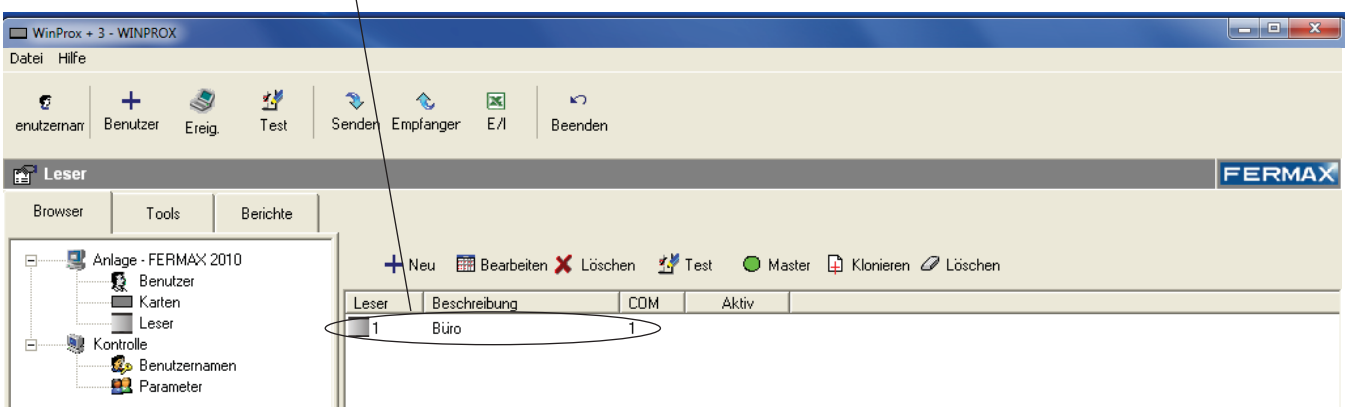 WinProx + 3 - WINPROX
Datei Hilfe
enutzernam Benutzer Ereig. Test Senden Empfanger E/I Beenden
Leser FERMAX
Browser Tools Berichte
Anlage - FERMAX 2010
Benutzer
Karten
Leser
Kontrolle
Benutzernamen
Parameter
Neu Bearbeiten Löschen Test Master Klonieren Löschen
Leser Beschreibung COM Aktiv
1 Büro 1